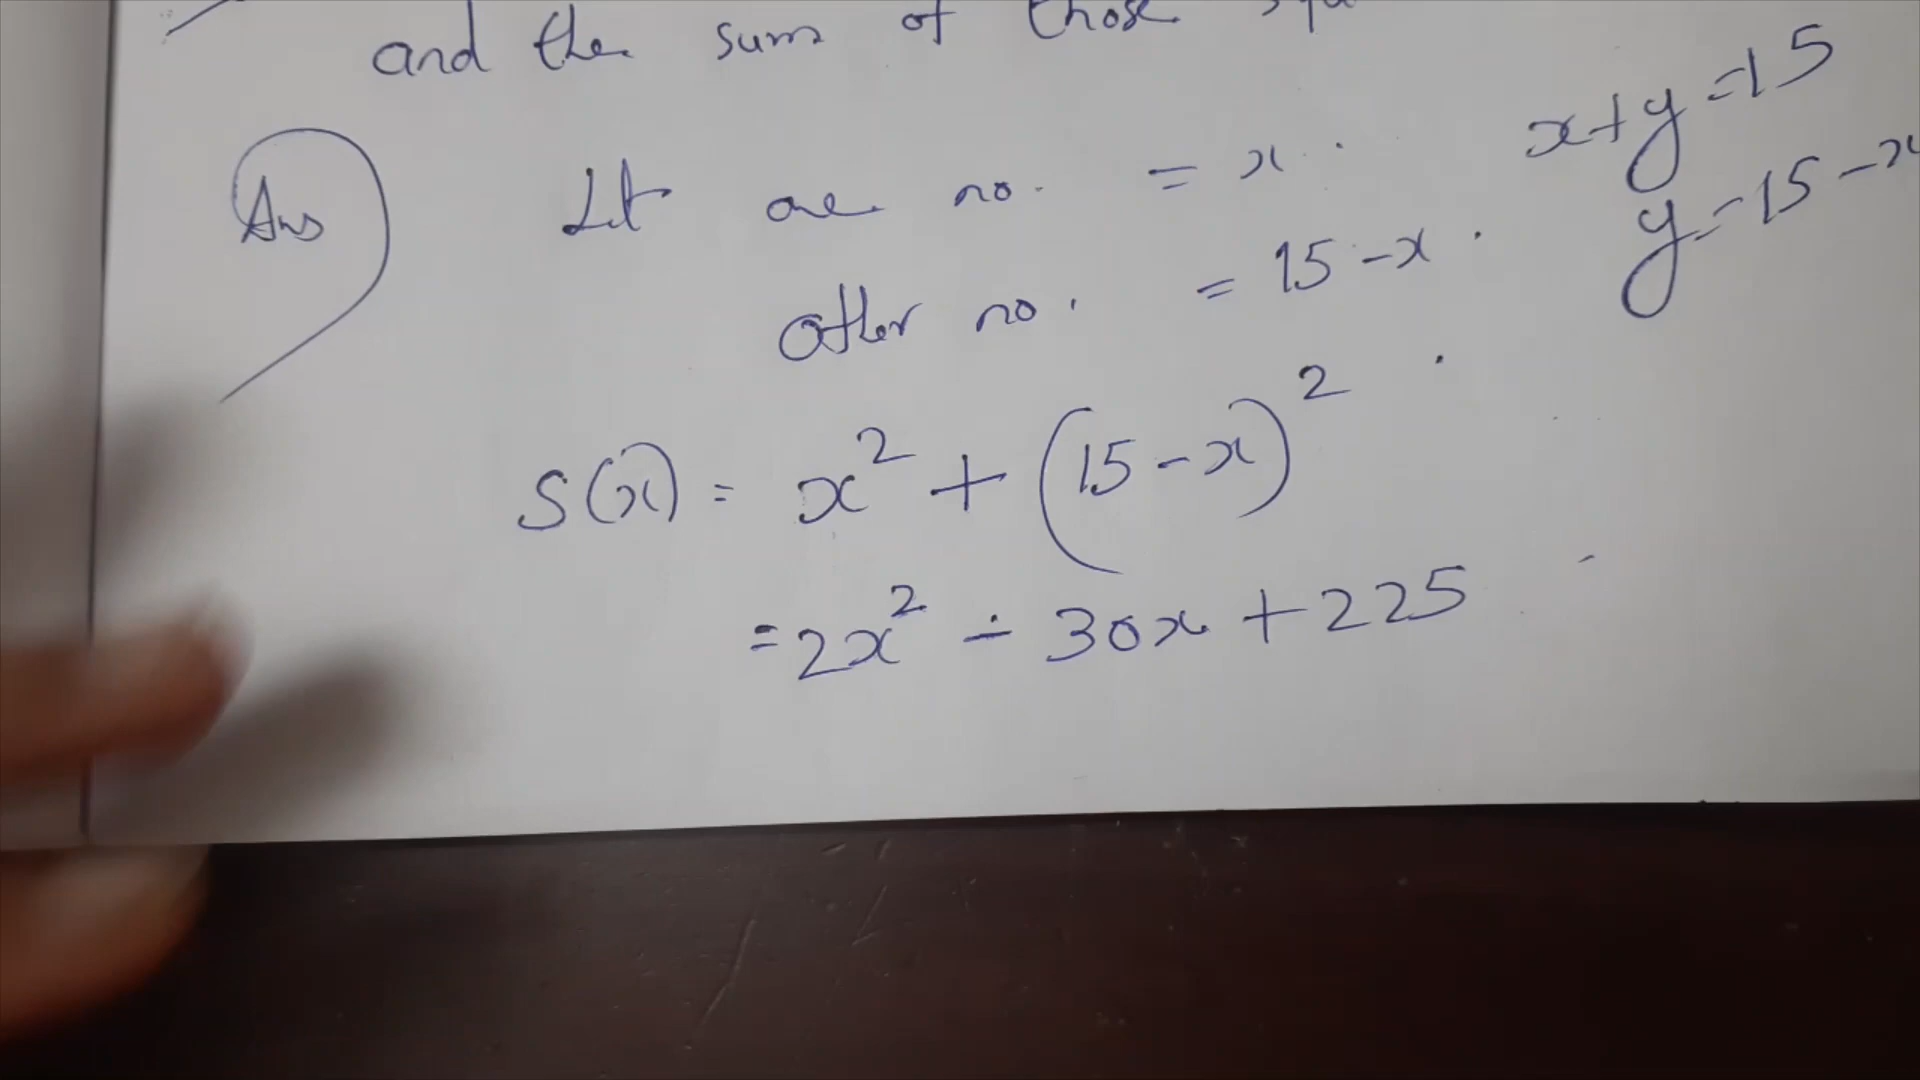 and the sum of those
Ans
Let one no. = x.
x+y=15
other no. = 15-x.
y=15-x
S(x) = x² + (15-x)²
=2x² - 30x + 225